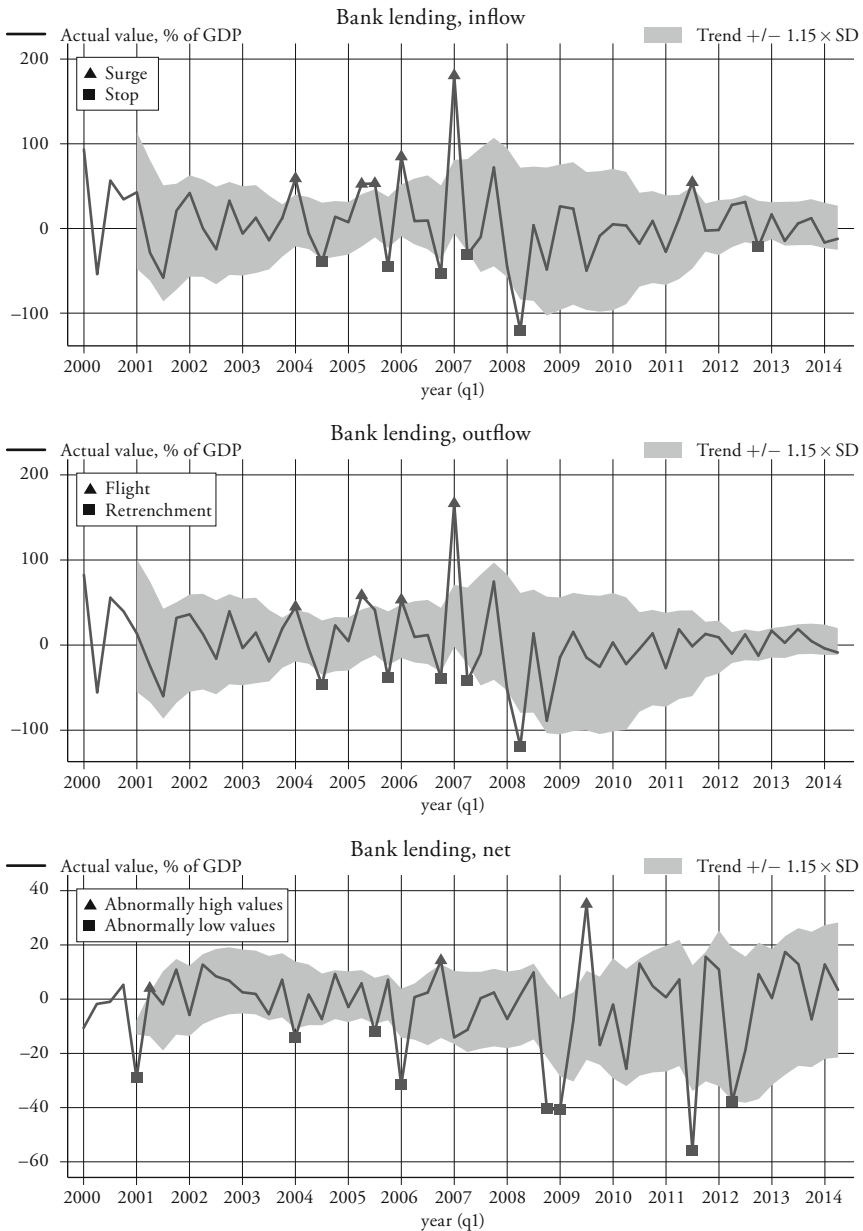 Bank lending, inflow
Actual value, % of GDP Trend +/− 1.15 × SD
200
Surge
Stop
100
0
−100
2000 2001 2002 2003 2004 2005 2006 2007 2008 2009 2010 2011 2012 2013 2014
year (q1)
Bank lending, outflow
Actual value, % of GDP Trend +/− 1.15 × SD
200
Flight
Retrenchment
100
0
−100
2000 2001 2002 2003 2004 2005 2006 2007 2008 2009 2010 2011 2012 2013 2014
year (q1)
Bank lending, net
Actual value, % of GDP Trend +/− 1.15 × SD
40
Abnormally high values
Abnormally low values
20
0
−20
−40
−60
2000 2001 2002 2003 2004 2005 2006 2007 2008 2009 2010 2011 2012 2013 2014
year (q1)